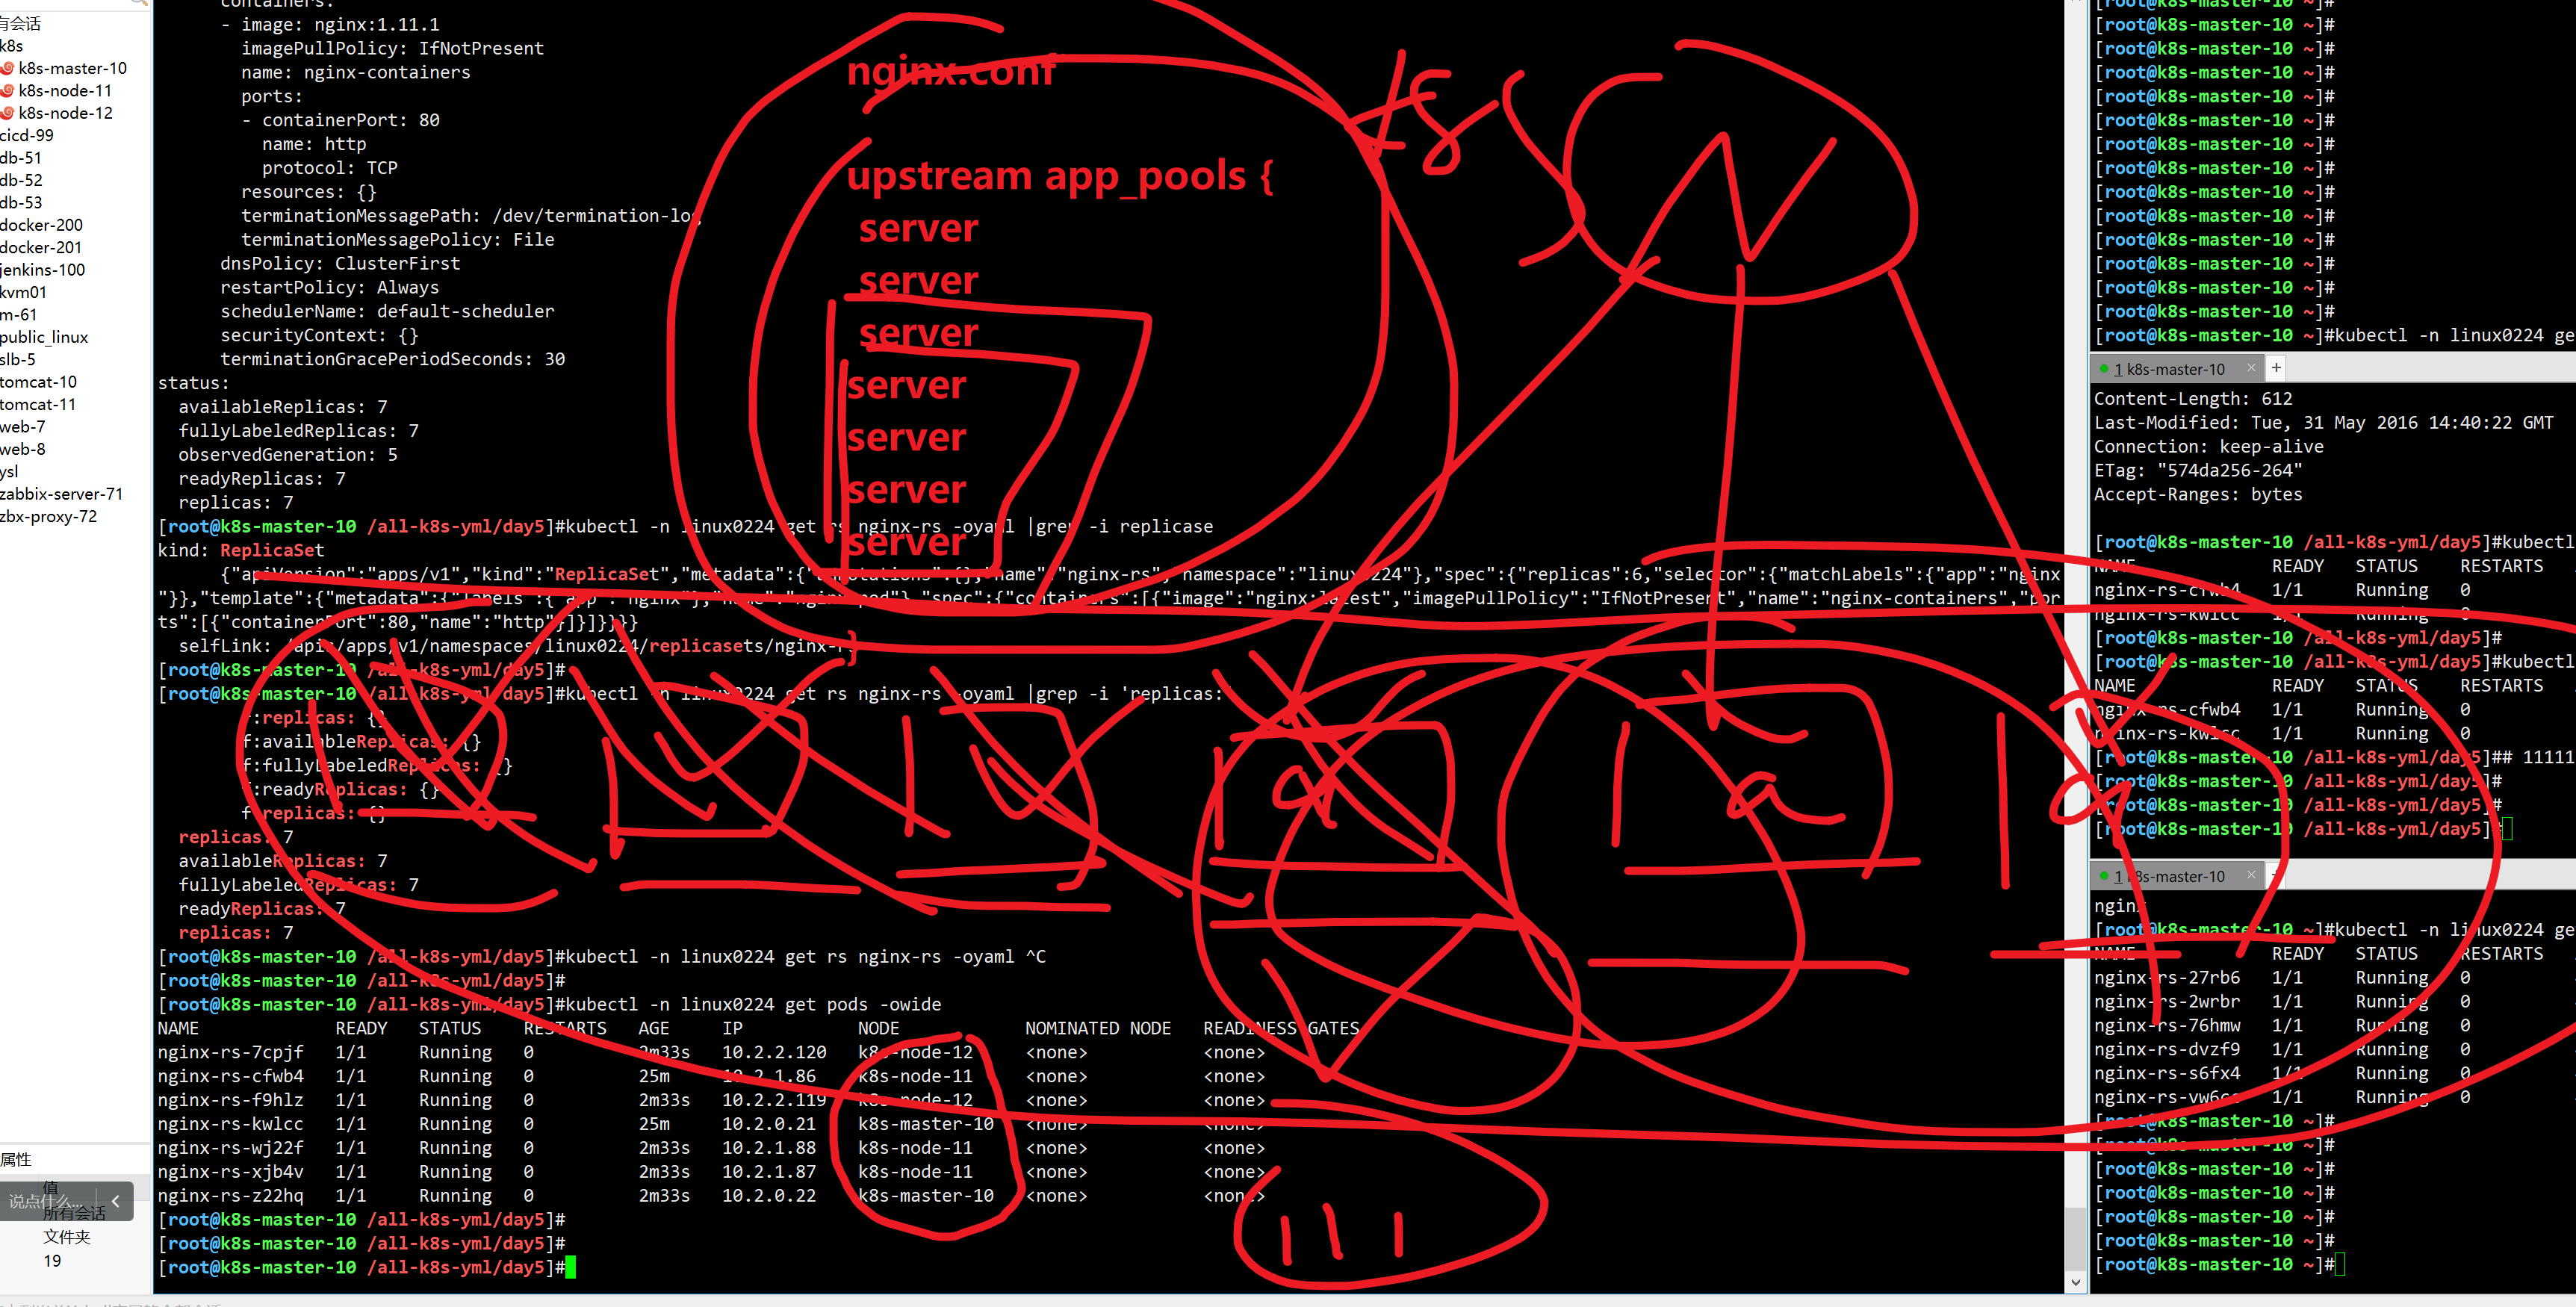 有会话
k8s
k8s-master-10
k8s-node-11
k8s-node-12
cicd-99
db-51
db-52
db-53
docker-200
docker-201
jenkins-100
kvm01
m-61
public_linux
slb-5
tomcat-10
tomcat-11
web-7
web-8
ysl
zabbix-server-71
zbx-proxy-72
属性
值
说点什么...
所有会话
文件夹
19
containers:
- image: nginx:1.11.1
imagePullPolicy: IfNotPresent
name: nginx-containers
ports:
- containerPort: 80
name: http
protocol: TCP
resources: {}
terminationMessagePath: /dev/termination-log
terminationMessagePolicy: File
dnsPolicy: ClusterFirst
restartPolicy: Always
schedulerName: default-scheduler
securityContext: {}
terminationGracePeriodSeconds: 30
status:
availableReplicas: 7
fullyLabeledReplicas: 7
observedGeneration: 5
readyReplicas: 7
replicas: 7
[root@k8s-master-10 /all-k8s-yml/day5]#kubectl -n linux0224 get rs nginx-rs -oyaml |grep -i replicase
kind: ReplicaSet
{"apiVersion":"apps/v1","kind":"ReplicaSet","metadata":{"annotations":{},"name":"nginx-rs","namespace":"linux0224"},"spec":{"replicas":6,"selector":{"matchLabels":{"app":"nginx
"}},"template":{"metadata":{"labels":{"app":"nginx"},"name":"nginx-pod"},"spec":{"containers":[{"image":"nginx:latest","imagePullPolicy":"IfNotPresent","name":"nginx-containers","por
ts":[{"containerPort":80,"name":"http"}]}]}}}}
selfLink: /apis/apps/v1/namespaces/linux0224/replicasets/nginx-rs
[root@k8s-master-10 /all-k8s-yml/day5]#
[root@k8s-master-10 /all-k8s-yml/day5]#kubectl -n linux0224 get rs nginx-rs -oyaml |grep -i 'replicas:
f:replicas: {}
f:availableReplicas: {}
f:fullyLabeledReplicas: {}
f:readyReplicas: {}
f:replicas: {}
replicas: 7
availableReplicas: 7
fullyLabeledReplicas: 7
readyReplicas: 7
replicas: 7
[root@k8s-master-10 /all-k8s-yml/day5]#kubectl -n linux0224 get rs nginx-rs -oyaml ^C
[root@k8s-master-10 /all-k8s-yml/day5]#
[root@k8s-master-10 /all-k8s-yml/day5]#kubectl -n linux0224 get pods -owide
NAME READY STATUS RESTARTS AGE IP NODE NOMINATED NODE READINESS GATES
nginx-rs-7cpjf 1/1 Running 0 2m33s 10.2.2.120 k8s-node-12 <none> <none>
nginx-rs-cfwb4 1/1 Running 0 25m 10.2.1.86 k8s-node-11 <none> <none>
nginx-rs-f9hlz 1/1 Running 0 2m33s 10.2.2.119 k8s-node-12 <none> <none>
nginx-rs-kwlcc 1/1 Running 0 25m 10.2.0.21 k8s-master-10 <none> <none>
nginx-rs-wj22f 1/1 Running 0 2m33s 10.2.1.88 k8s-node-11 <none> <none>
nginx-rs-xjb4v 1/1 Running 0 2m33s 10.2.1.87 k8s-node-11 <none> <none>
nginx-rs-z22hq 1/1 Running 0 2m33s 10.2.0.22 k8s-master-10 <none> <none>
[root@k8s-master-10 /all-k8s-yml/day5]#
[root@k8s-master-10 /all-k8s-yml/day5]#
[root@k8s-master-10 /all-k8s-yml/day5]#
nginx.conf
upstream app_pools {
server
server
server
server
server
server
server
}
k8s
N
[root@k8s-master-10 ~]#
[root@k8s-master-10 ~]#
[root@k8s-master-10 ~]#
[root@k8s-master-10 ~]#
[root@k8s-master-10 ~]#
[root@k8s-master-10 ~]#
[root@k8s-master-10 ~]#
[root@k8s-master-10 ~]#
[root@k8s-master-10 ~]#
[root@k8s-master-10 ~]#
[root@k8s-master-10 ~]#
[root@k8s-master-10 ~]#
[root@k8s-master-10 ~]#
[root@k8s-master-10 ~]#
[root@k8s-master-10 ~]#kubectl -n linux0224 ge
1 k8s-master-10
Content-Length: 612
Last-Modified: Tue, 31 May 2016 14:40:22 GMT
Connection: keep-alive
ETag: "574da256-264"
Accept-Ranges: bytes
[root@k8s-master-10 /all-k8s-yml/day5]#kubectl
NAME READY STATUS RESTARTS
nginx-rs-cfwb4 1/1 Running 0
nginx-rs-kwlcc 1/1 Running 0
[root@k8s-master-10 /all-k8s-yml/day5]#
[root@k8s-master-10 /all-k8s-yml/day5]#kubectl
NAME READY STATUS RESTARTS
nginx-rs-cfwb4 1/1 Running 0
nginx-rs-kwlcc 1/1 Running 0
[root@k8s-master-10 /all-k8s-yml/day5]## 11111
[root@k8s-master-10 /all-k8s-yml/day5]#
[root@k8s-master-10 /all-k8s-yml/day5]#
[root@k8s-master-10 /all-k8s-yml/day5]#
1 k8s-master-10
nginx
[root@k8s-master-10 ~]#kubectl -n linux0224 ge
NAME READY STATUS RESTARTS
nginx-rs-27rb6 1/1 Running 0
nginx-rs-2wrbr 1/1 Running 0
nginx-rs-76hmw 1/1 Running 0
nginx-rs-dvzf9 1/1 Running 0
nginx-rs-s6fx4 1/1 Running 0
1/1 Running 0
[root@k8s-master-10 ~]#
[root@k8s-master-10 ~]#
[root@k8s-master-10 ~]#
[root@k8s-master-10 ~]#
[root@k8s-master-10 ~]#
[root@k8s-master-10 ~]#
[root@k8s-master-10 ~]#